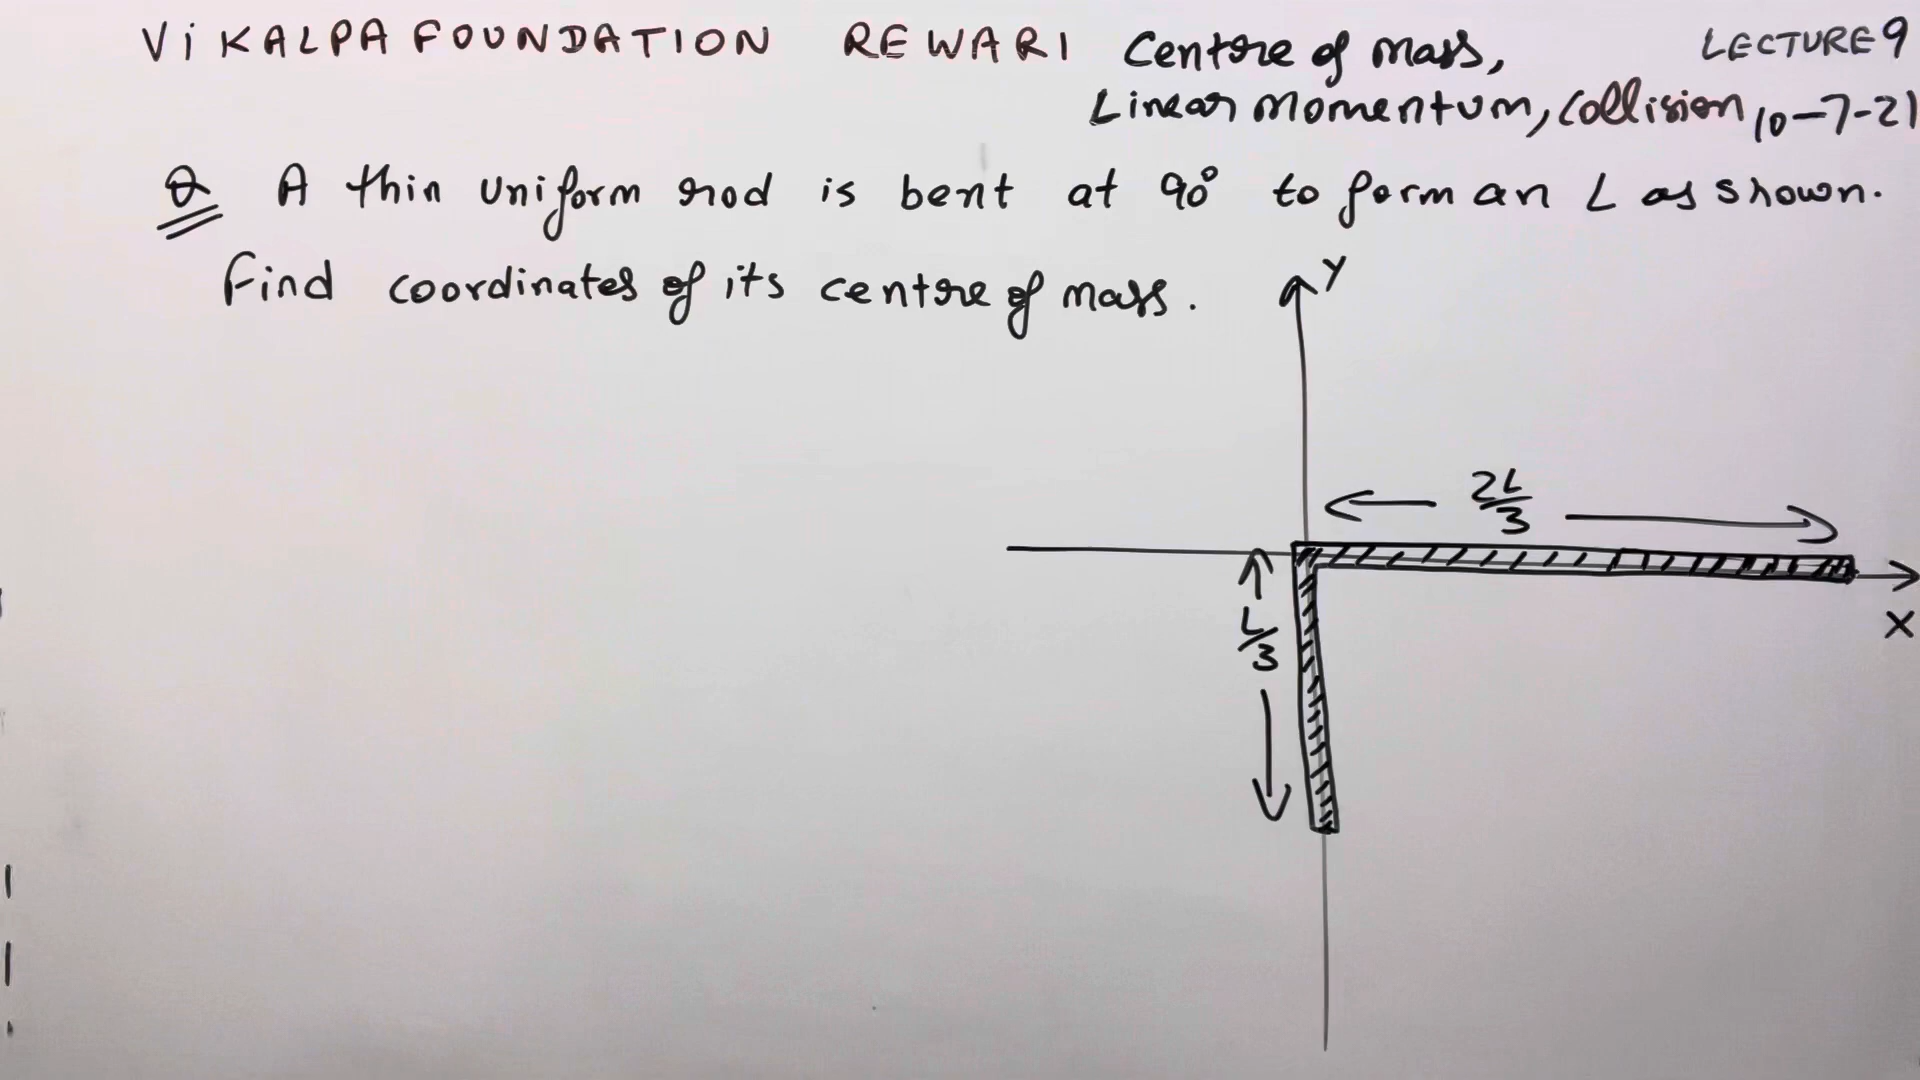 ViKALPA FOUNDATION REWARI Centre of mass, LECTURE 9
Linear Momentum, Collision 10-7-21
Q A thin uniform rod is bent at 90° to form an L as shown.
Find coordinates of its centre of mass.
Y
2L/3
L/3
X